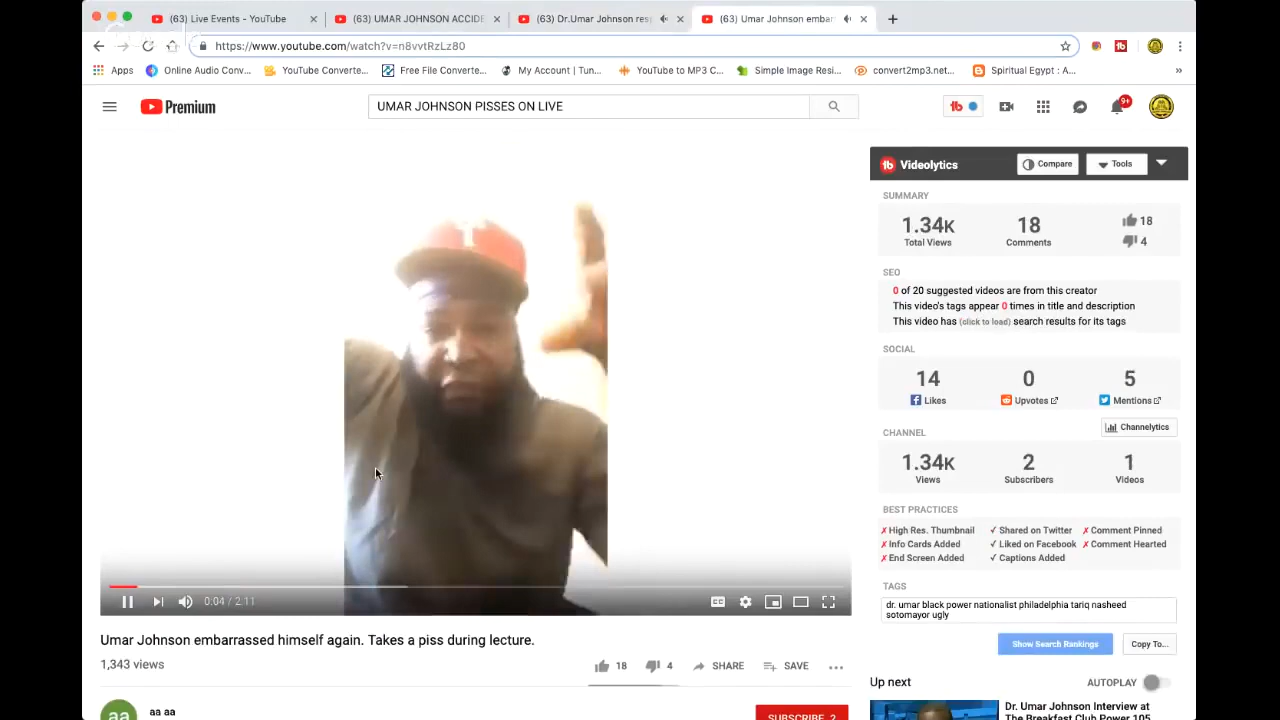 (63) Live Events - YouTube
(63) UMAR JOHNSON ACCIDE
(63) Dr.Umar Johnson resp
(63) Umar Johnson embar
https://www.youtube.com/watch?v=n8vvtRzLz80
Apps
Online Audio Conv...
YouTube Converte...
Free File Converte...
My Account | Tun...
YouTube to MP3 C...
Simple Image Resi...
convert2mp3.net...
Spiritual Egypt : A...
»
Premium
UMAR JOHNSON PISSES ON LIVE
tb
9+
tb Videolytics
Compare
Tools
SUMMARY
1.34K
Total Views
18
Comments
18
4
SEO
0 of 20 suggested videos are from this creator
This video's tags appear 0 times in title and description
This video has (click to load) search results for its tags
SOCIAL
14
Likes
0
Upvotes
5
Mentions
CHANNEL
Channelytics
1.34K
Views
2
Subscribers
1
Videos
BEST PRACTICES
✗ High Res. Thumbnail
✓ Shared on Twitter
✗ Comment Pinned
✗ Info Cards Added
✓ Liked on Facebook
✗ Comment Hearted
✗ End Screen Added
✓ Captions Added
TAGS
dr. umar black power nationalist philadelphia tariq nasheed
sotomayor ugly
Show Search Rankings
Copy To...
0:04 / 2:11
CC
Umar Johnson embarrassed himself again. Takes a piss during lecture.
1,343 views
18
4
SHARE
SAVE
...
Up next
AUTOPLAY
aa
aa aa
SUBSCRIBE 2
Dr. Umar Johnson Interview at
The Breakfast Club Power 105